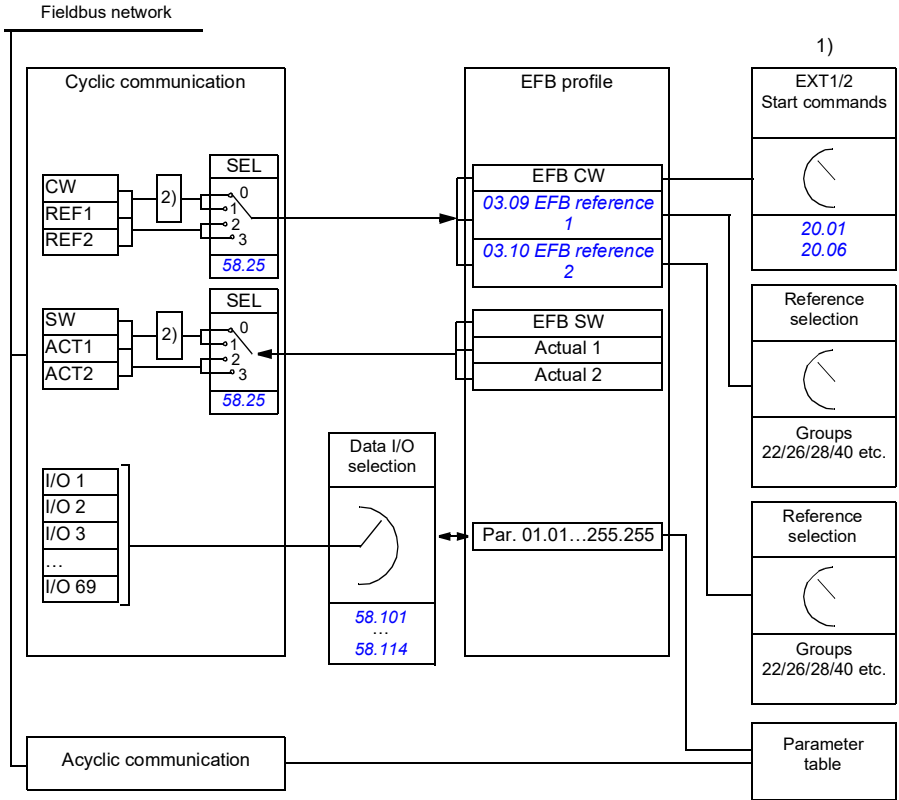 Fieldbus network
1)
Cyclic communication
EFB profile
EXT1/2
Start commands
SEL
CW
REF1
REF2
2)
0
1
2
3
58.25
EFB CW
03.09 EFB reference
1
03.10 EFB reference
2
20.01
20.06
SEL
SW
ACT1
ACT2
2)
0
1
2
3
58.25
EFB SW
Actual 1
Actual 2
Reference
selection
Groups
22/26/28/40 etc.
Data I/O
selection
I/O 1
I/O 2
I/O 3
…
I/O 69
58.101
…
58.114
Par. 01.01…255.255
Reference
selection
Groups
22/26/28/40 etc.
Acyclic communication
Parameter
table